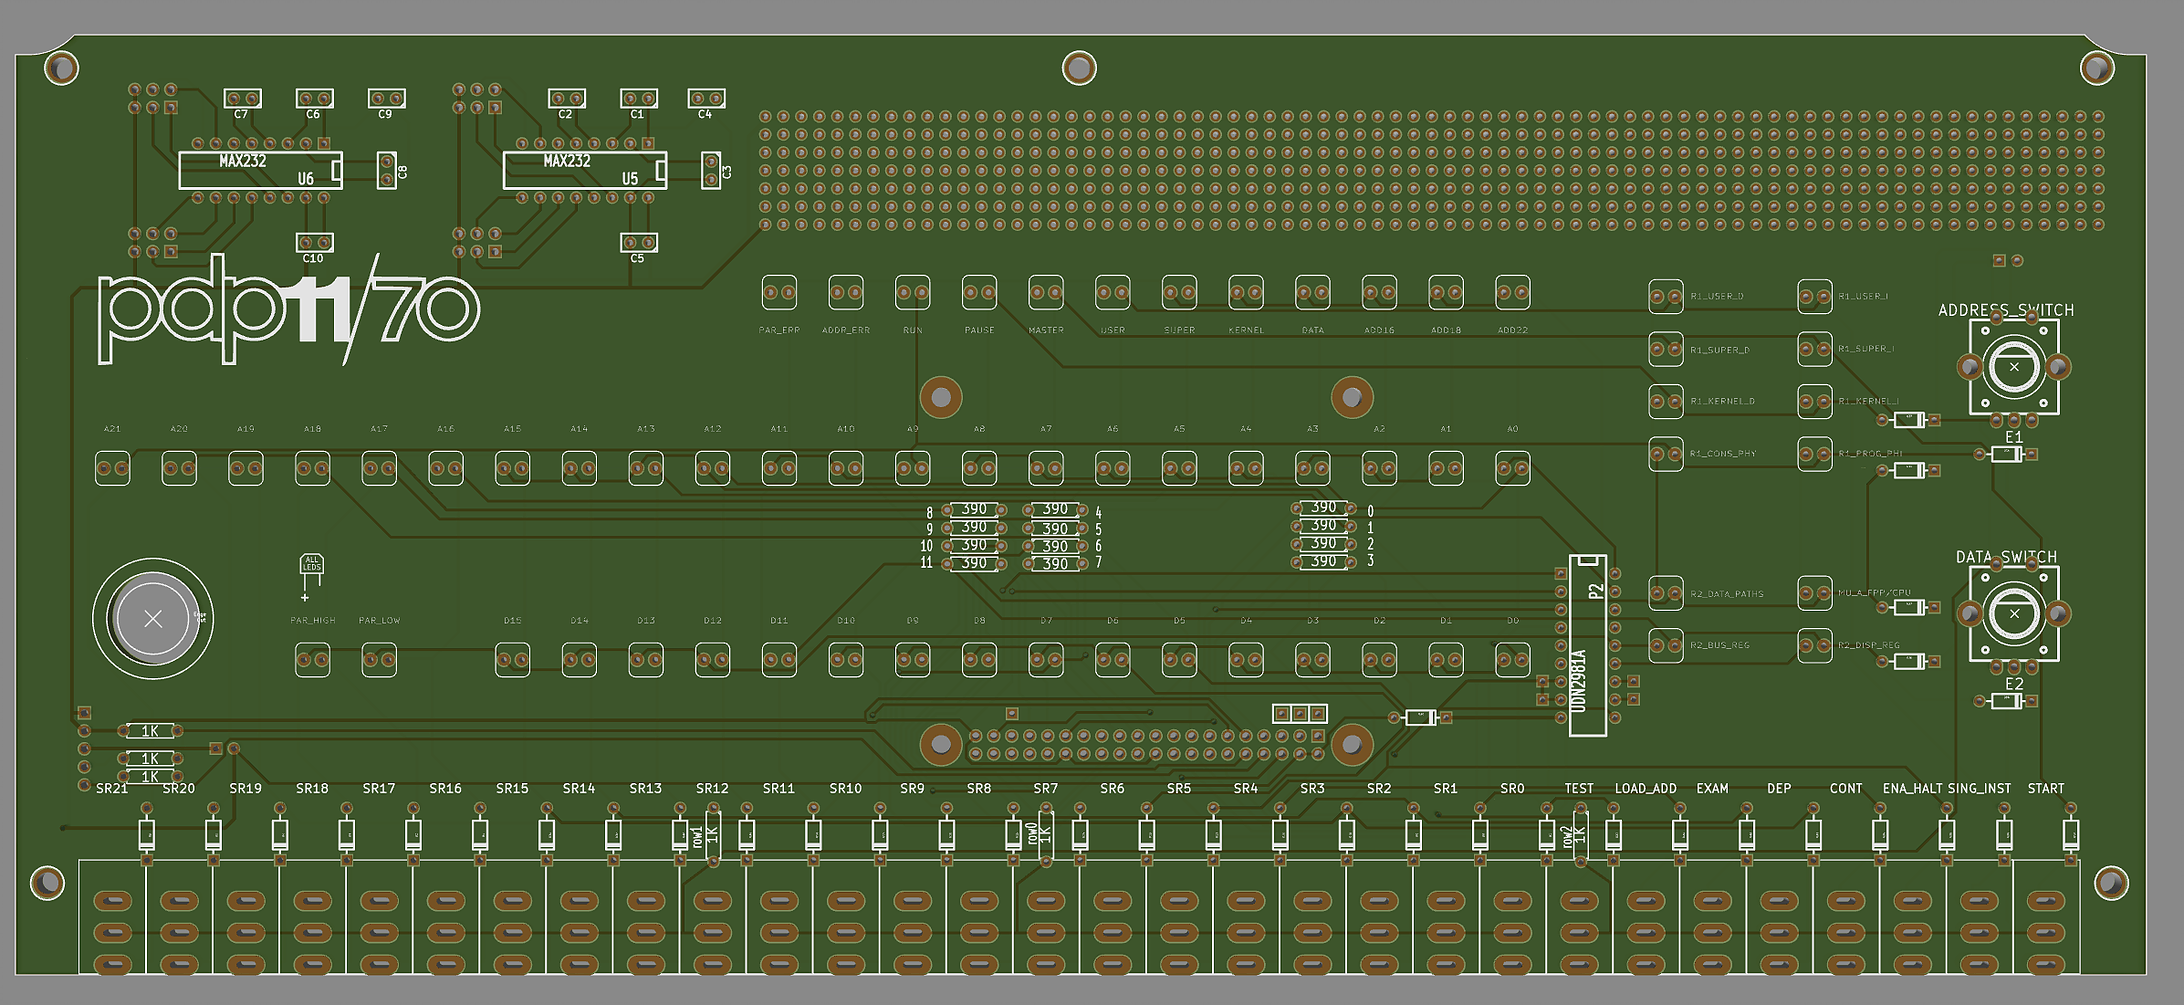 C7 C6 C9 C2 C1 C4
MAX232 U6 C8 MAX232 U5 C3
C10 C5
pdp11/70
PAR_ERR ADDR_ERR RUN PAUSE MASTER USER SUPER KERNEL DATA ADD16 ADD18 ADD22
R1_USER_D R1_USER_I
ADDRESS_SWITCH
R1_SUPER_D R1_SUPER_I
R1_KERNEL_D R1_KERNEL_I
E1
R1_CONS_PHY R1_PROG_PHI
A21 A20 A19 A18 A17 A16 A15 A14 A13 A12 A11 A10 A9 A8 A7 A6 A5 A4 A3 A2 A1 A0
8 390 390 4 390 0
9 390 390 5 390 1
10 390 390 6 390 2
11 390 390 7 390 3
ALL
LEDS
+
P2
UDN2981A
DATA_SWITCH
R2_DATA_PATHS MU_A_FPP/CPU
R2_BUS_REG R2_DISP_REG
E2
PAR_HIGH PAR_LOW D15 D14 D13 D12 D11 D10 D9 D8 D7 D6 D5 D4 D3 D2 D1 D0
1K
1K
1K
SR21 SR20 SR19 SR18 SR17 SR16 SR15 SR14 SR13 SR12 SR11 SR10 SR9 SR8 SR7 SR6 SR5 SR4 SR3 SR2 SR1 SR0 TEST LOAD_ADD EXAM DEP CONT ENA_HALT SING_INST START
row1 1K row0 1K row2 1K